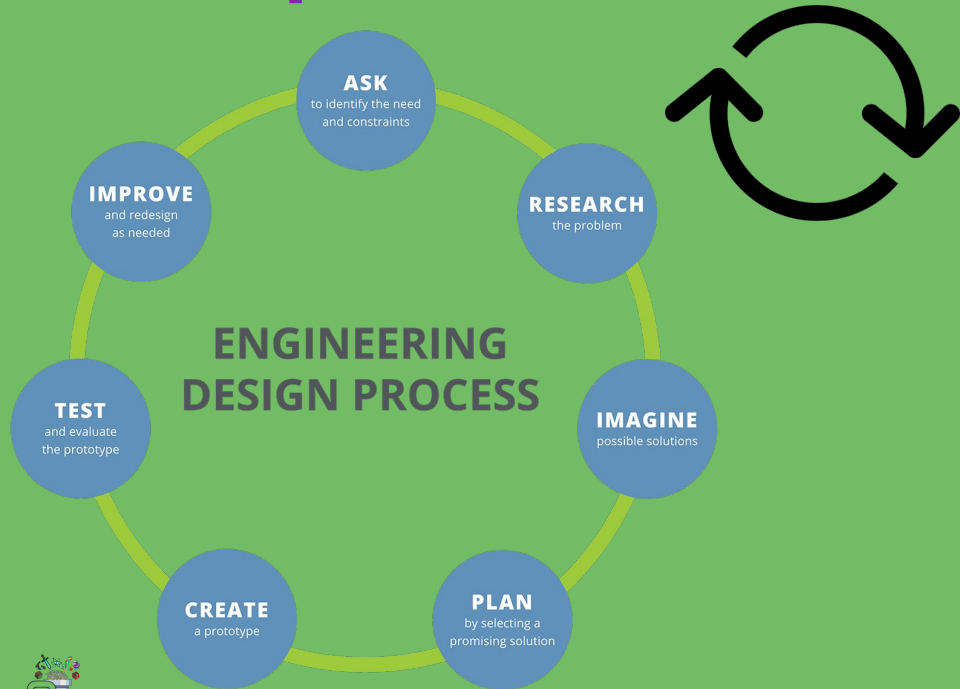 ASK
to identify the need
and constraints
RESEARCH
the problem
IMAGINE
possible solutions
PLAN
by selecting a
promising solution
CREATE
a prototype
TEST
and evaluate
the prototype
IMPROVE
and redesign
as needed
ENGINEERING
DESIGN PROCESS